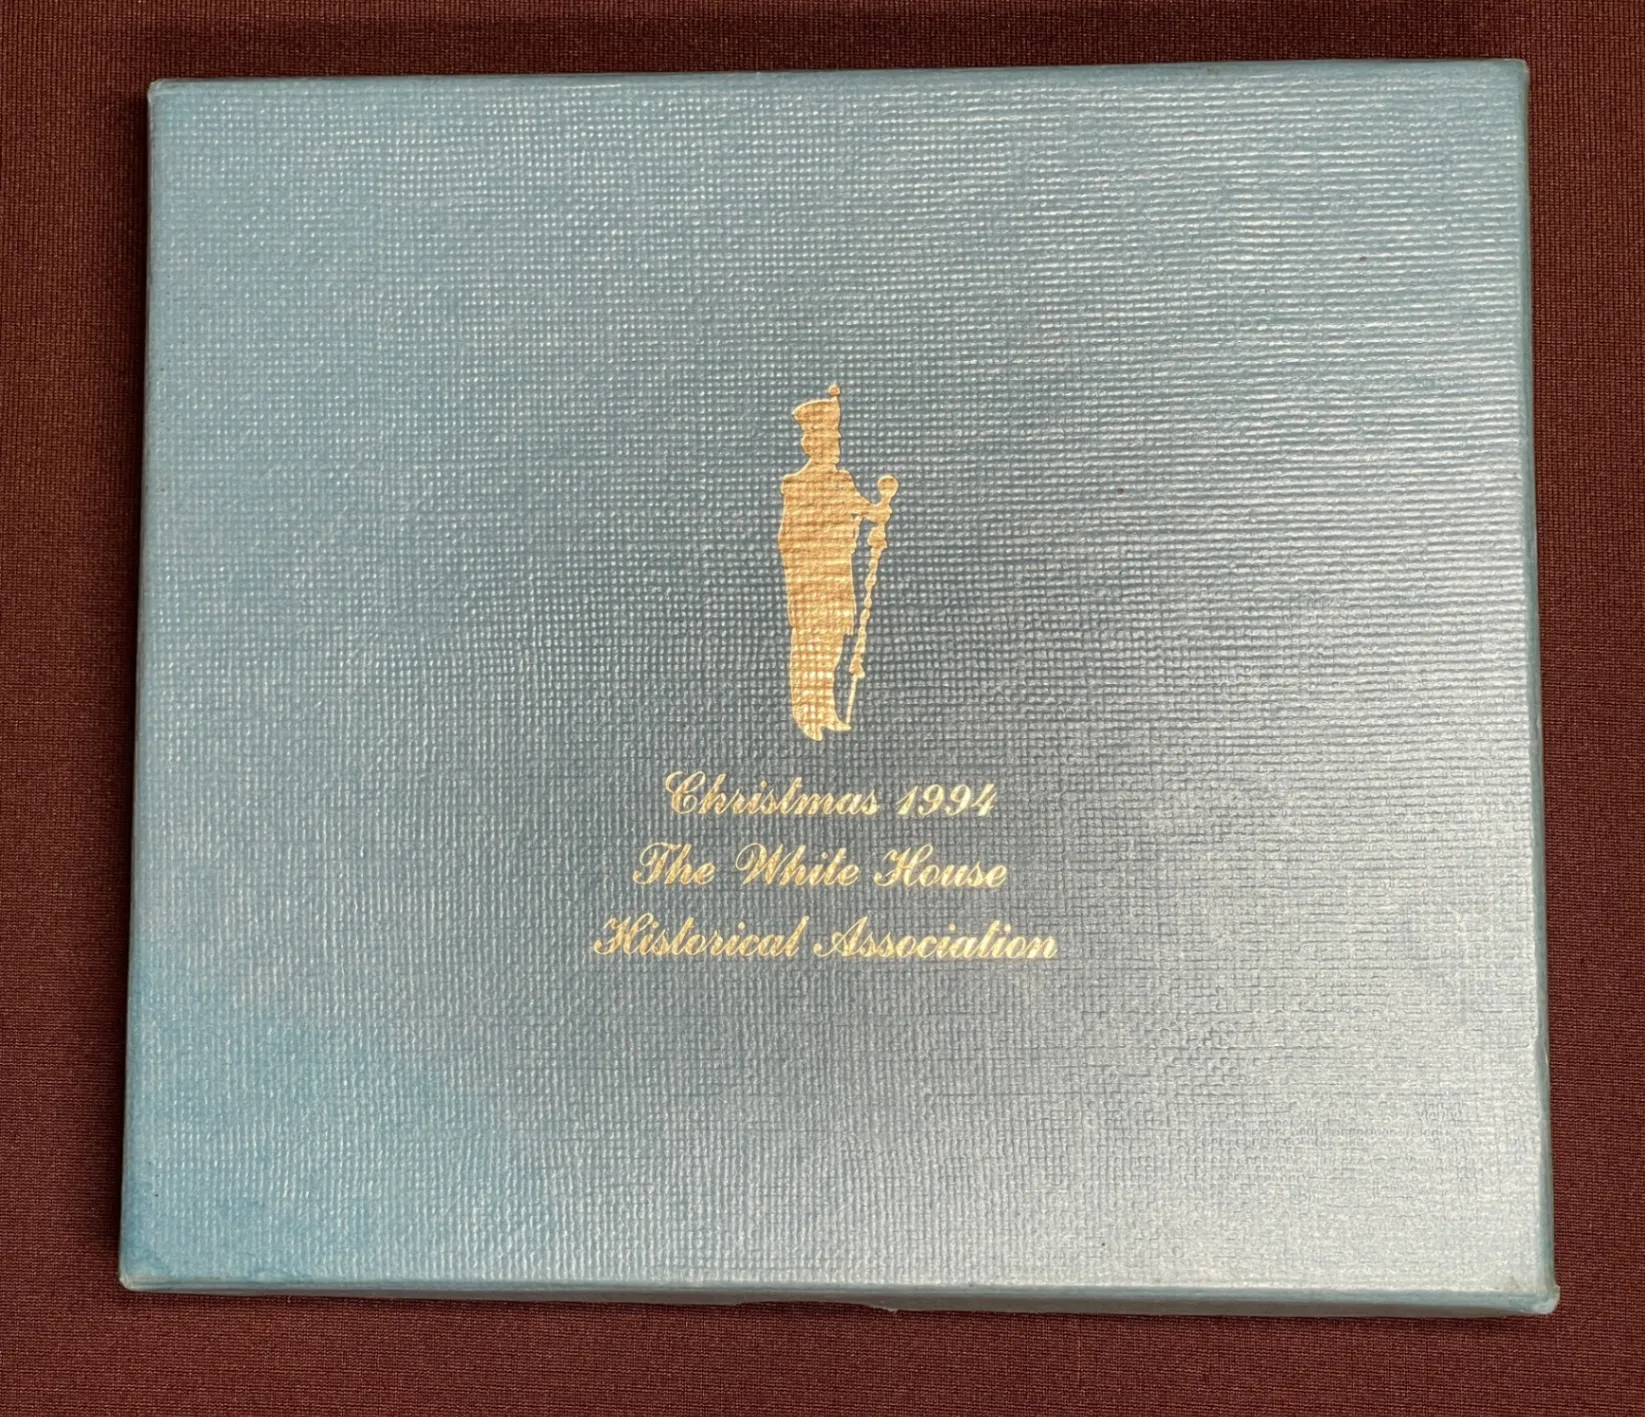 Christmas 1994
The White House
Historical Association